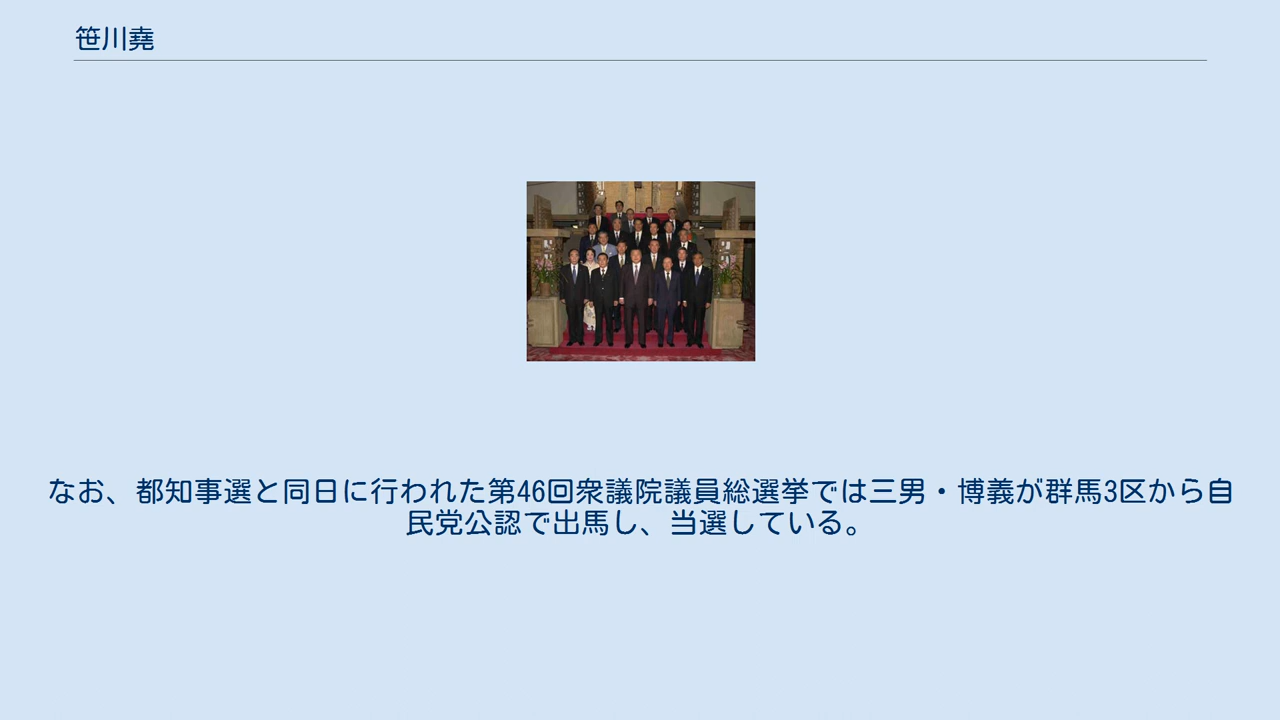 笹川堯
なお、都知事選と同日に行われた第46回衆議院議員総選挙では三男・博義が群馬3区から自
民党公認で出馬し、当選している。